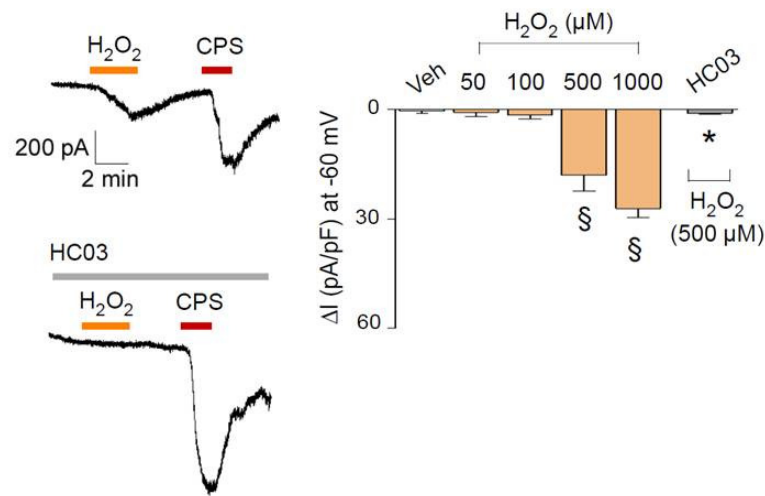 H₂O₂ CPS
200 pA
2 min
HC03
H₂O₂ CPS
H₂O₂ (µM)
Veh 50 100 500 1000 HC03
0
30
60
ΔI (pA/pF) at -60 mV
§
§
*
H₂O₂
(500 µM)